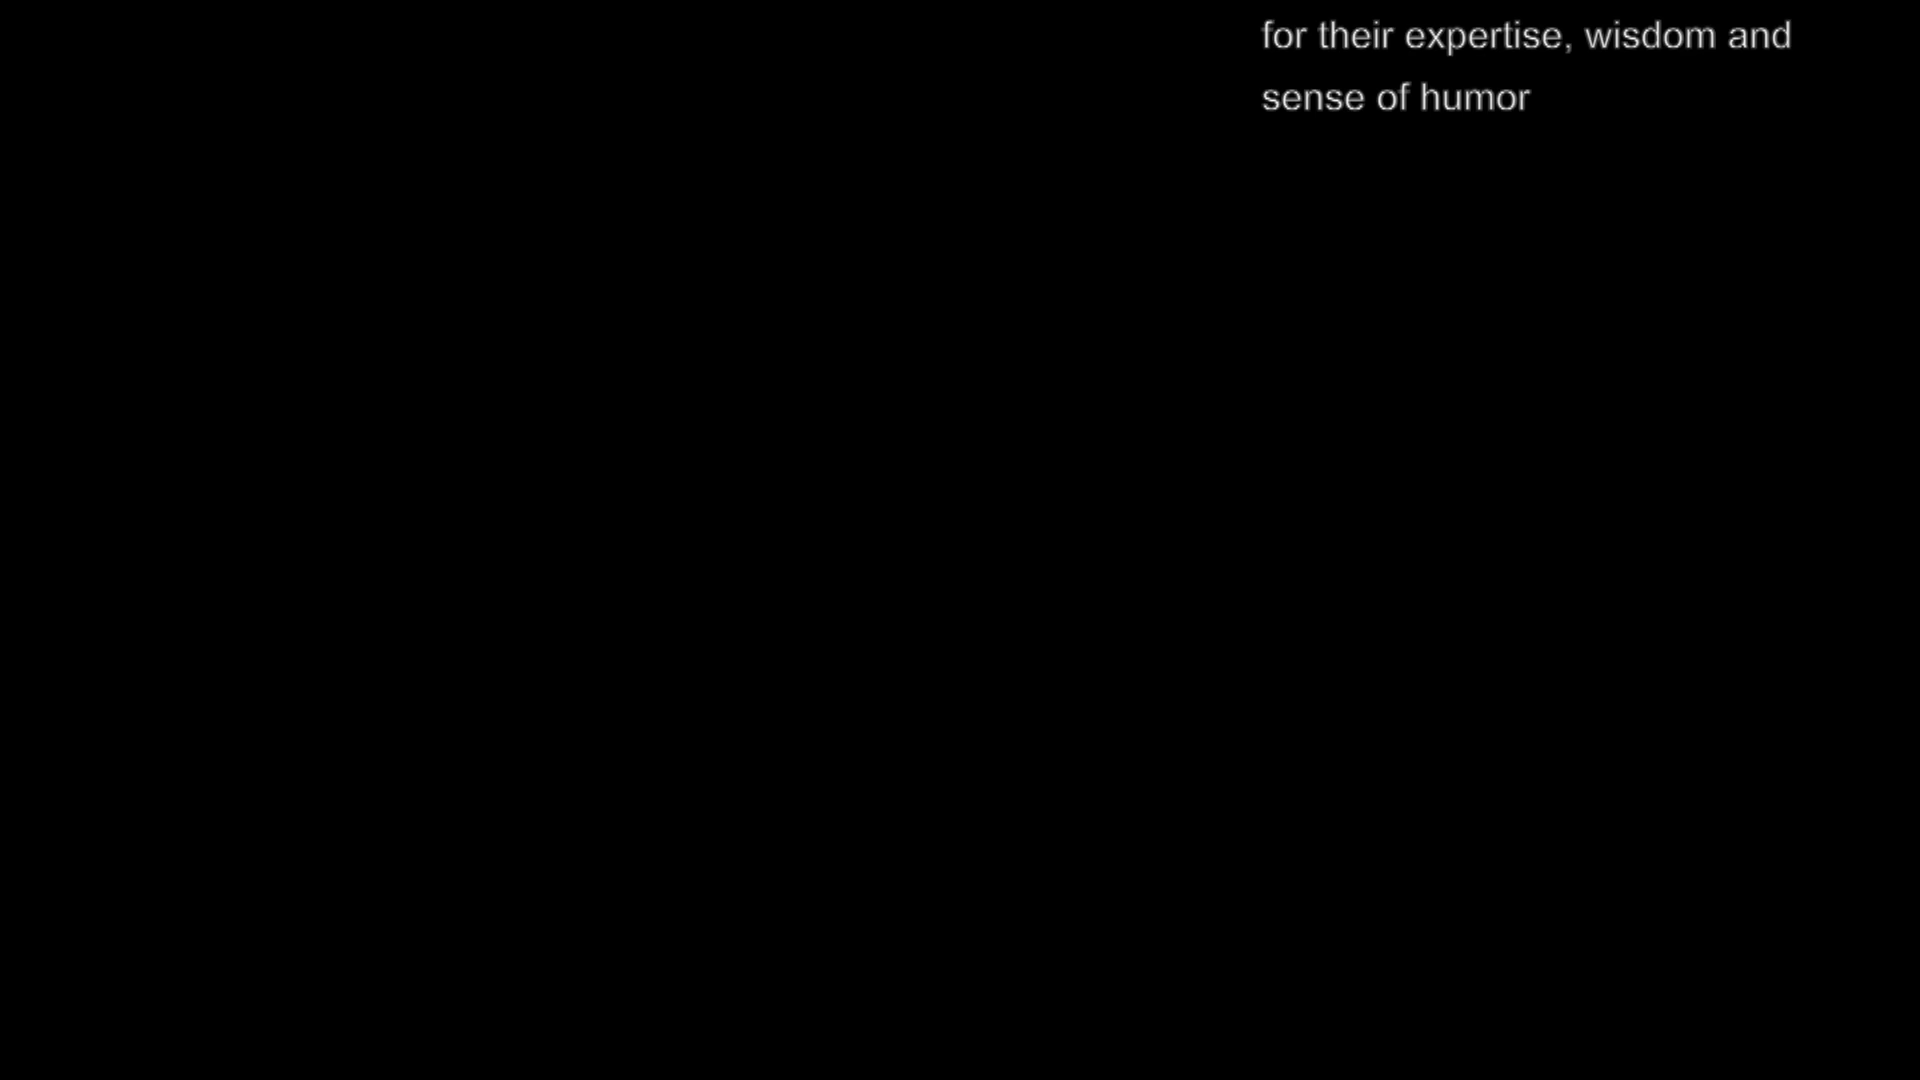 for their expertise, wisdom and
sense of humor